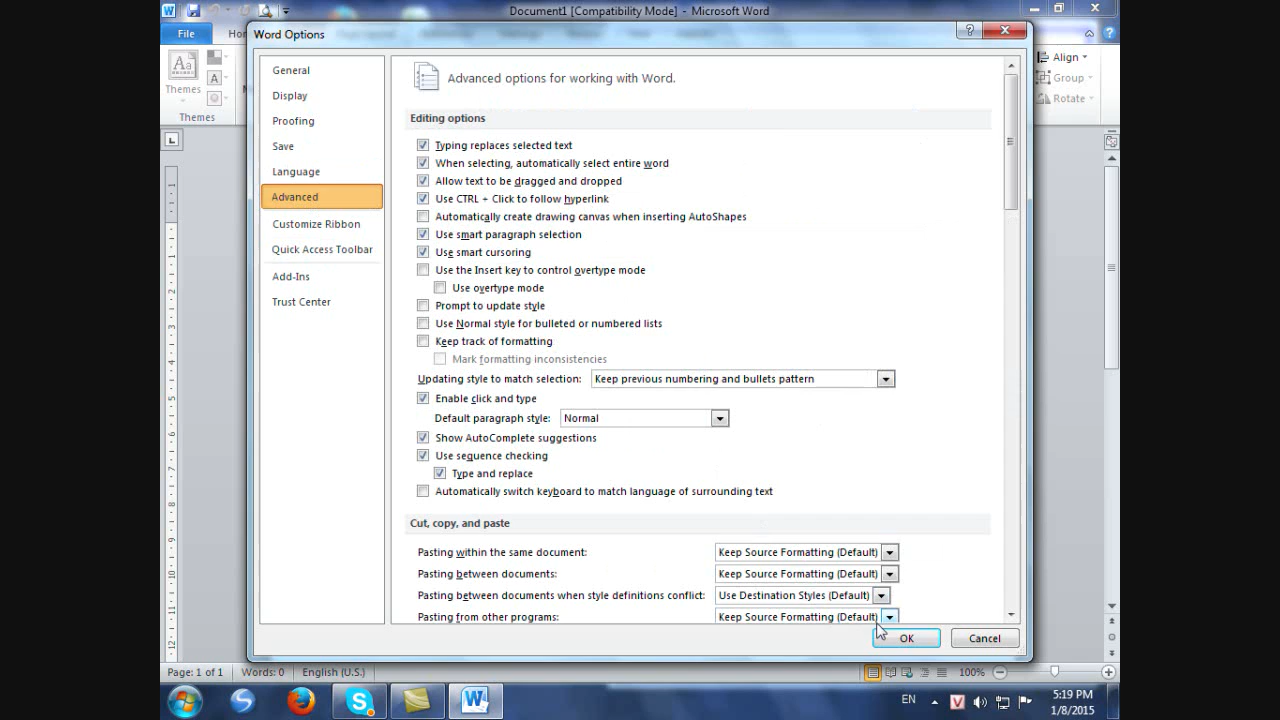 Document1 [Compatibility Mode] - Microsoft Word
File
Word Options
Themes
Themes
Align
Group
Rotate
General
Display
Proofing
Save
Language
Advanced
Customize Ribbon
Quick Access Toolbar
Add-Ins
Trust Center
Advanced options for working with Word.
Editing options
Typing replaces selected text
When selecting, automatically select entire word
Allow text to be dragged and dropped
Use CTRL + Click to follow hyperlink
Automatically create drawing canvas when inserting AutoShapes
Use smart paragraph selection
Use smart cursoring
Use the Insert key to control overtype mode
Use overtype mode
Prompt to update style
Use Normal style for bulleted or numbered lists
Keep track of formatting
Mark formatting inconsistencies
Updating style to match selection: Keep previous numbering and bullets pattern
Enable click and type
Default paragraph style: Normal
Show AutoComplete suggestions
Use sequence checking
Type and replace
Automatically switch keyboard to match language of surrounding text
Cut, copy, and paste
Pasting within the same document: Keep Source Formatting (Default)
Pasting between documents: Keep Source Formatting (Default)
Pasting between documents when style definitions conflict: Use Destination Styles (Default)
Pasting from other programs: Keep Source Formatting (Default)
OK
Cancel
Page: 1 of 1
Words: 0
English (U.S.)
100%
EN
5:19 PM
1/8/2015